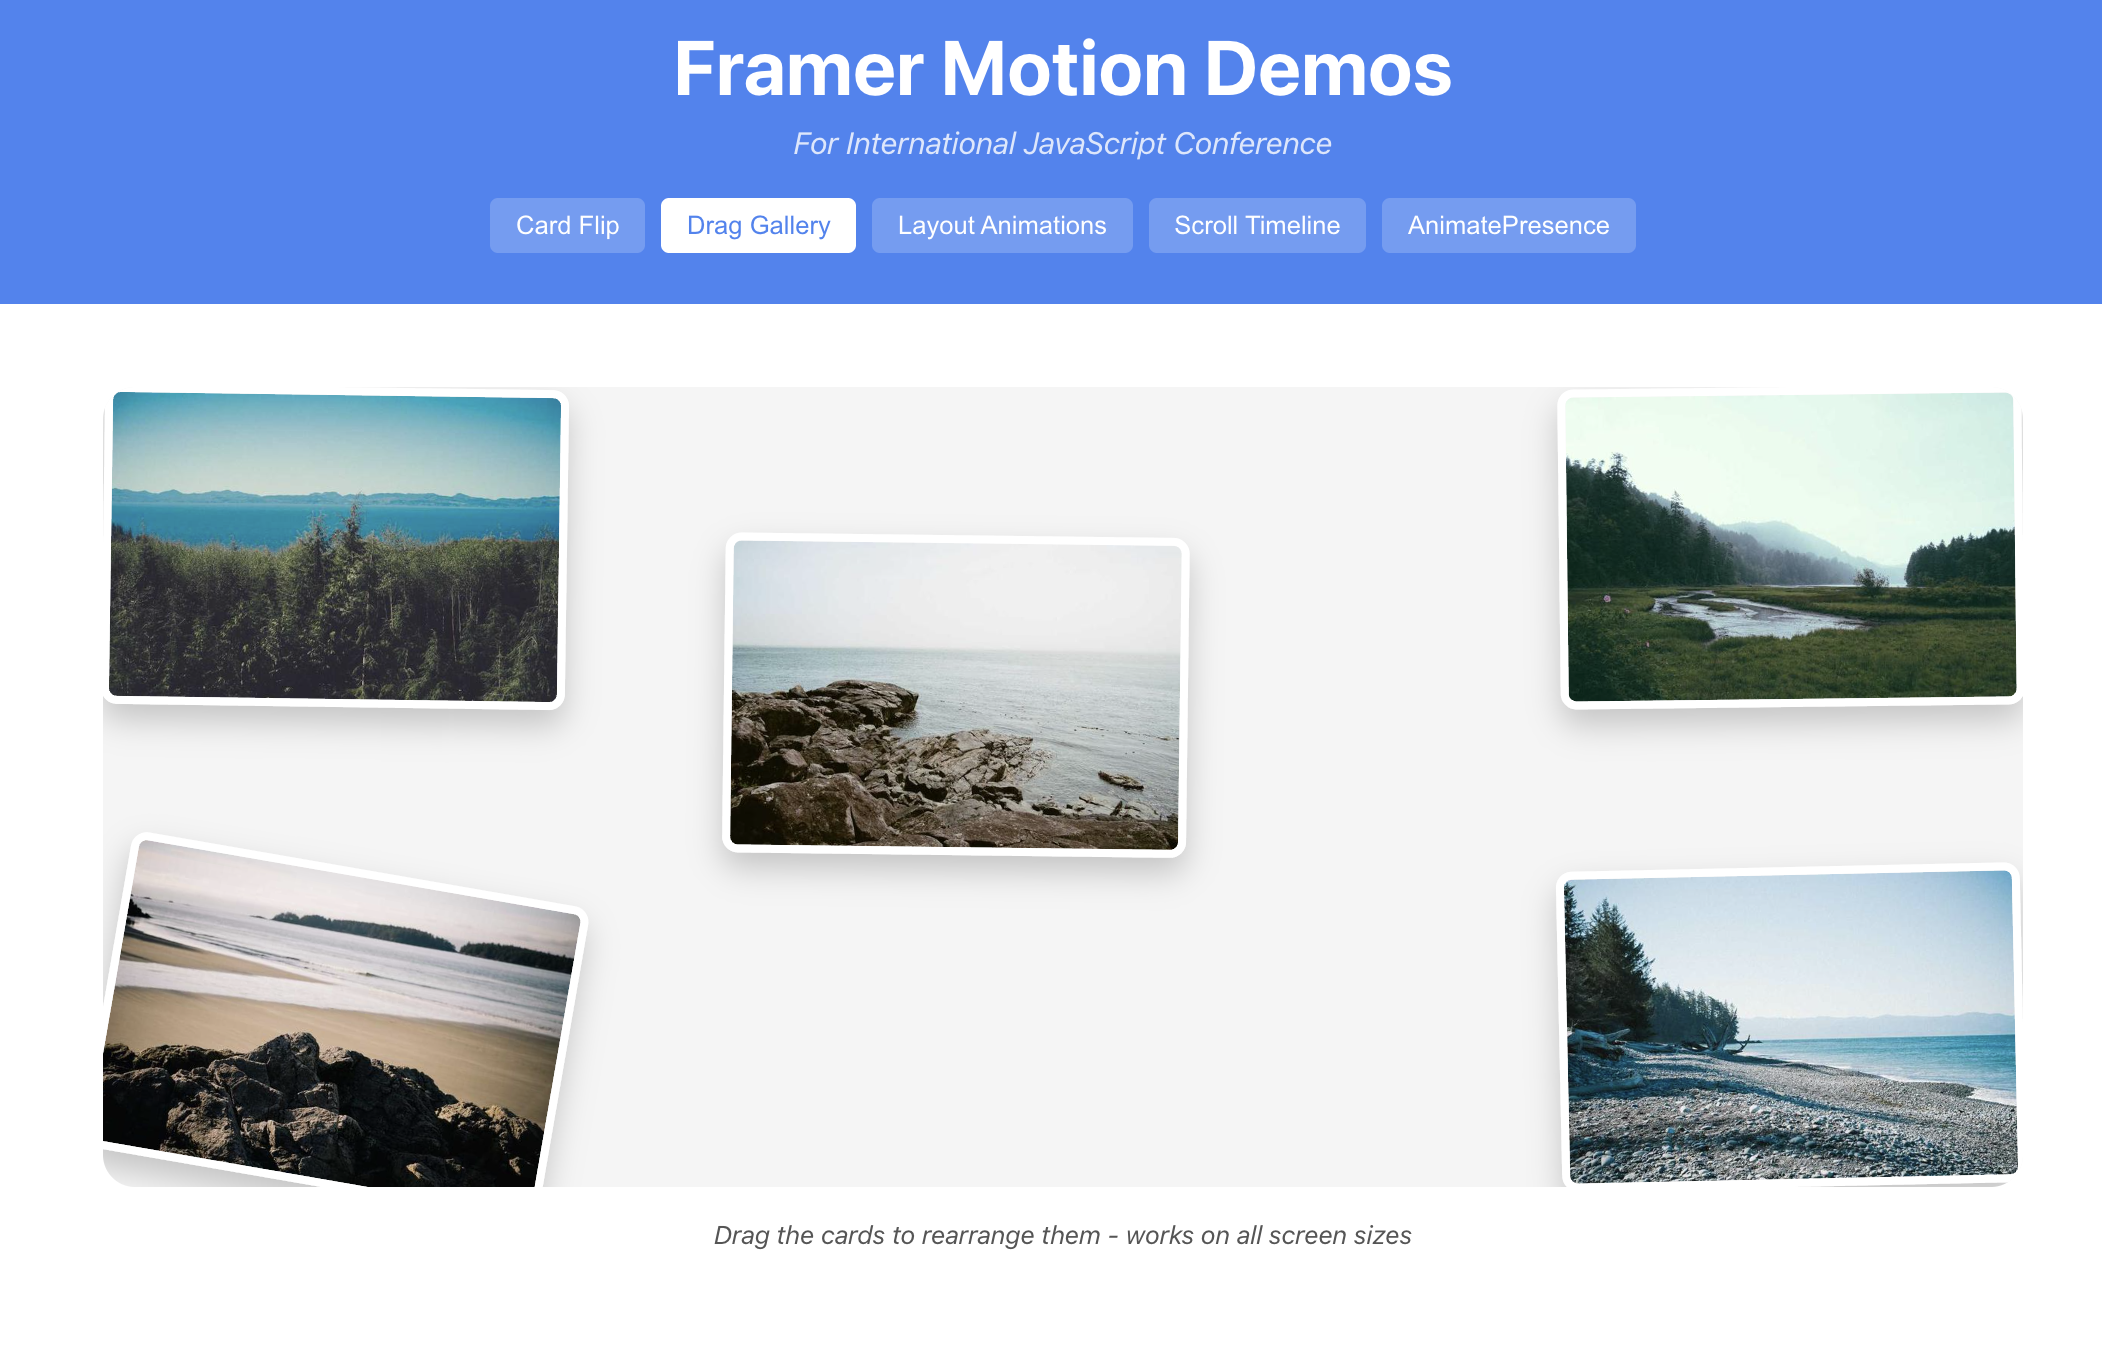 Framer Motion Demos
For International JavaScript Conference
Card Flip
Drag Gallery
Layout Animations
Scroll Timeline
AnimatePresence
Drag the cards to rearrange them - works on all screen sizes